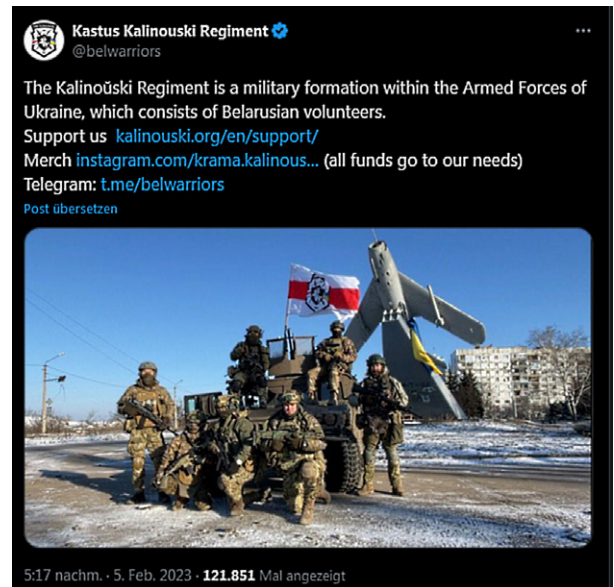 Kastus Kalinouski Regiment
@belwarriors
The Kalinoŭski Regiment is a military formation within the Armed Forces of
Ukraine, which consists of Belarusian volunteers.
Support us kalinouski.org/en/support/
Merch instagram.com/krama.kalinous... (all funds go to our needs)
Telegram: t.me/belwarriors
Post übersetzen
5:17 nachm. · 5. Feb. 2023 · 121.851 Mal angezeigt